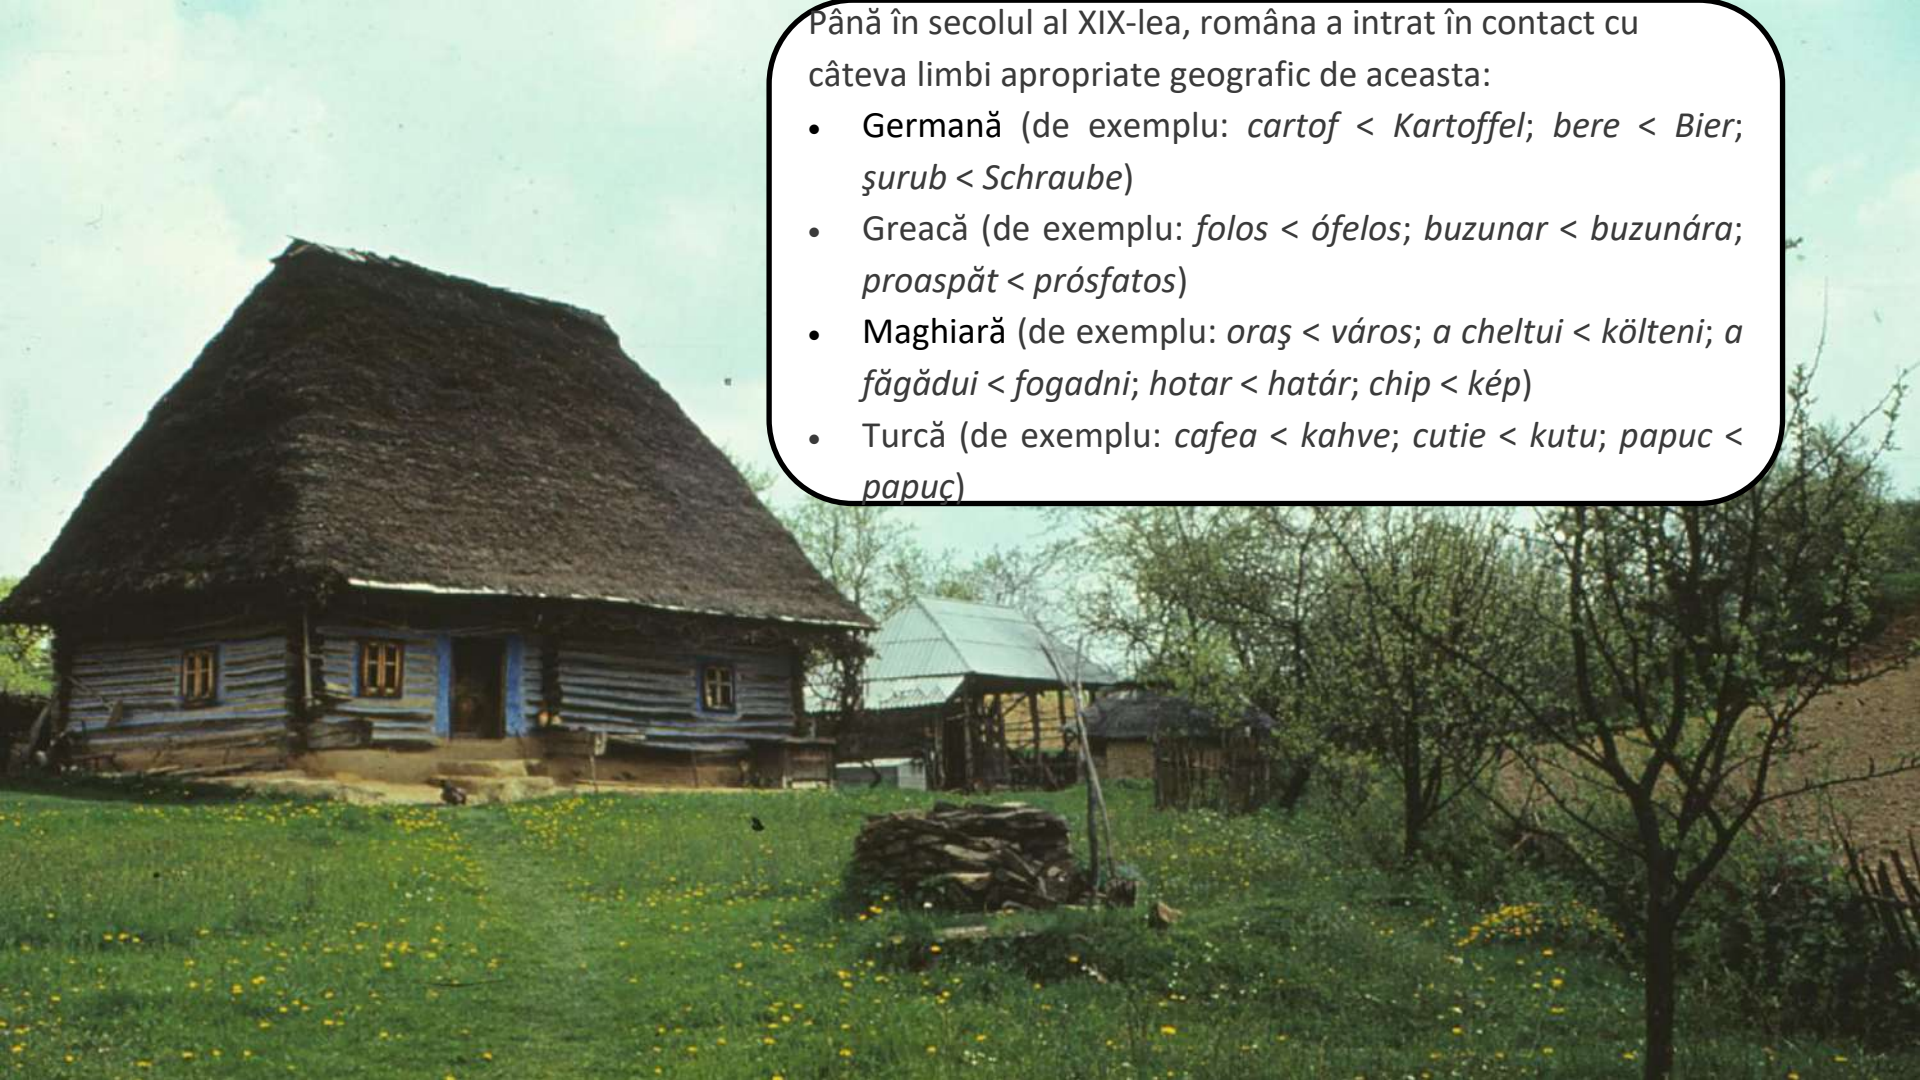 Până în secolul al XIX-lea, româna a intrat în contact cu
câteva limbi apropriate geografic de aceasta:
• Germană (de exemplu: cartof < Kartoffel; bere < Bier;
şurub < Schraube)
• Greacă (de exemplu: folos < ófelos; buzunar < buzunára;
proaspăt < prósfatos)
• Maghiară (de exemplu: oraş < város; a cheltui < költeni; a
făgădui < fogadni; hotar < határ; chip < kép)
• Turcă (de exemplu: cafea < kahve; cutie < kutu; papuc <
papuç)